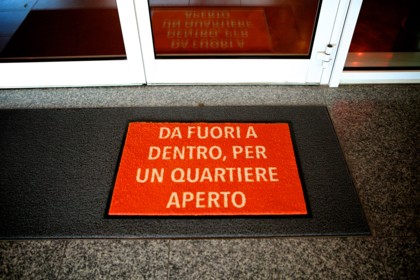 DA FUORI A
DENTRO, PER
UN QUARTIERE
APERTO